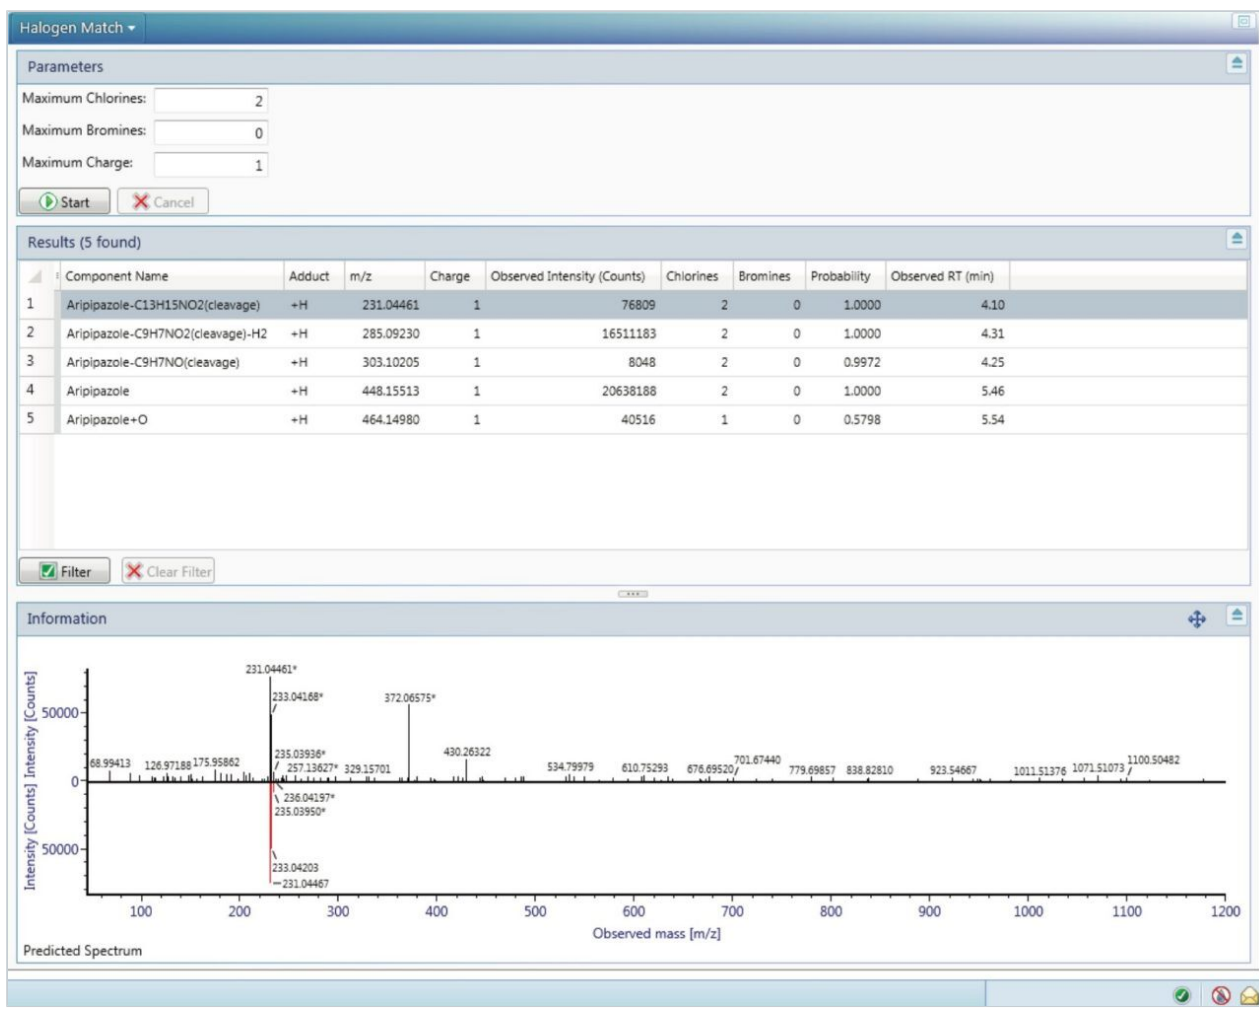 Halogen Match
Parameters
Maximum Chlorines: 2
Maximum Bromines: 0
Maximum Charge: 1
Start Cancel
Results (5 found)
Component Name Adduct m/z Charge Observed Intensity (Counts) Chlorines Bromines Probability Observed RT (min)
1 Aripipazole-C13H15NO2(cleavage) +H 231.04461 1 76809 2 0 1.0000 4.10
2 Aripipazole-C9H7NO2(cleavage)-H2 +H 285.09230 1 16511183 2 0 1.0000 4.31
3 Aripipazole-C9H7NO(cleavage) +H 303.10205 1 8048 2 0 0.9972 4.25
4 Aripipazole +H 448.15513 1 20638188 2 0 1.0000 5.46
5 Aripipazole+O +H 464.14980 1 40516 1 0 0.5798 5.54
Filter Clear Filter
Information
Intensity [Counts] Intensity [Counts]
231.04461*
233.04168* 372.06575*
50000
235.03936* 430.26322 701.67440 1100.50482
68.99413 126.97188 175.95862 257.13627* 329.15701 534.79979 610.75293 676.69520 779.69857 838.82810 923.54667 1011.51376 1071.51073
0
236.04197*
235.03950*
50000
233.04203
231.04467
100 200 300 400 500 600 700 800 900 1000 1100 1200
Observed mass [m/z]
Predicted Spectrum